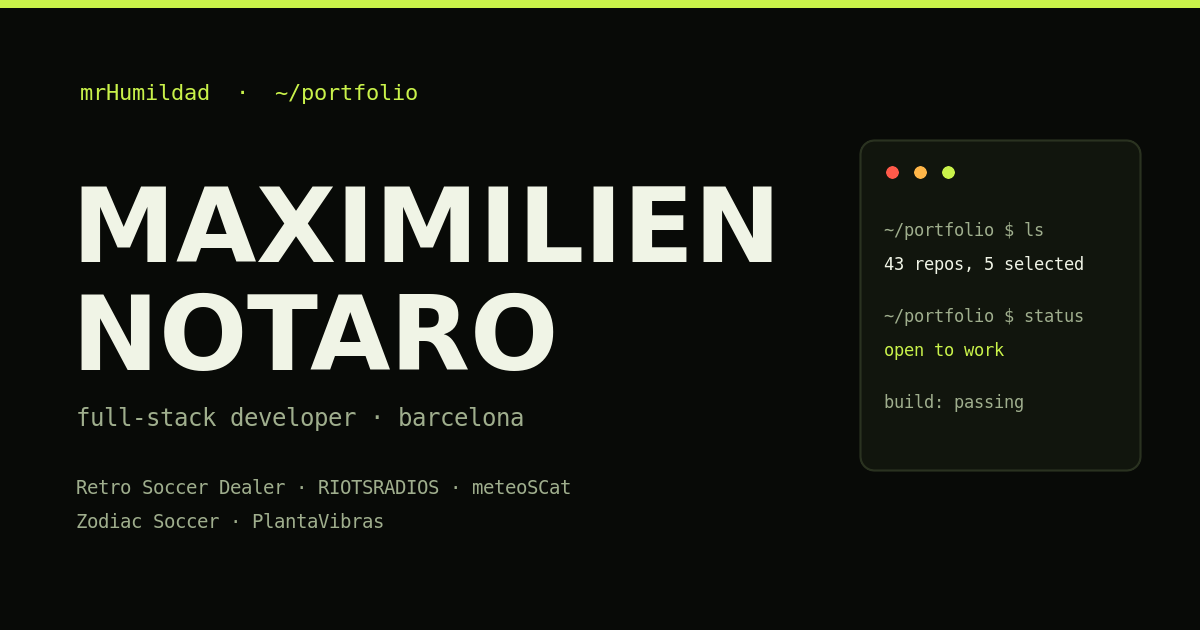 mrHumildad · ~/portfolio
MAXIMILIEN
NOTARO
full-stack developer · barcelona
Retro Soccer Dealer · RIOTSRADIOS · meteoSCat
Zodiac Soccer · PlantaVibras
~/portfolio $ ls
43 repos, 5 selected
~/portfolio $ status
open to work
build: passing